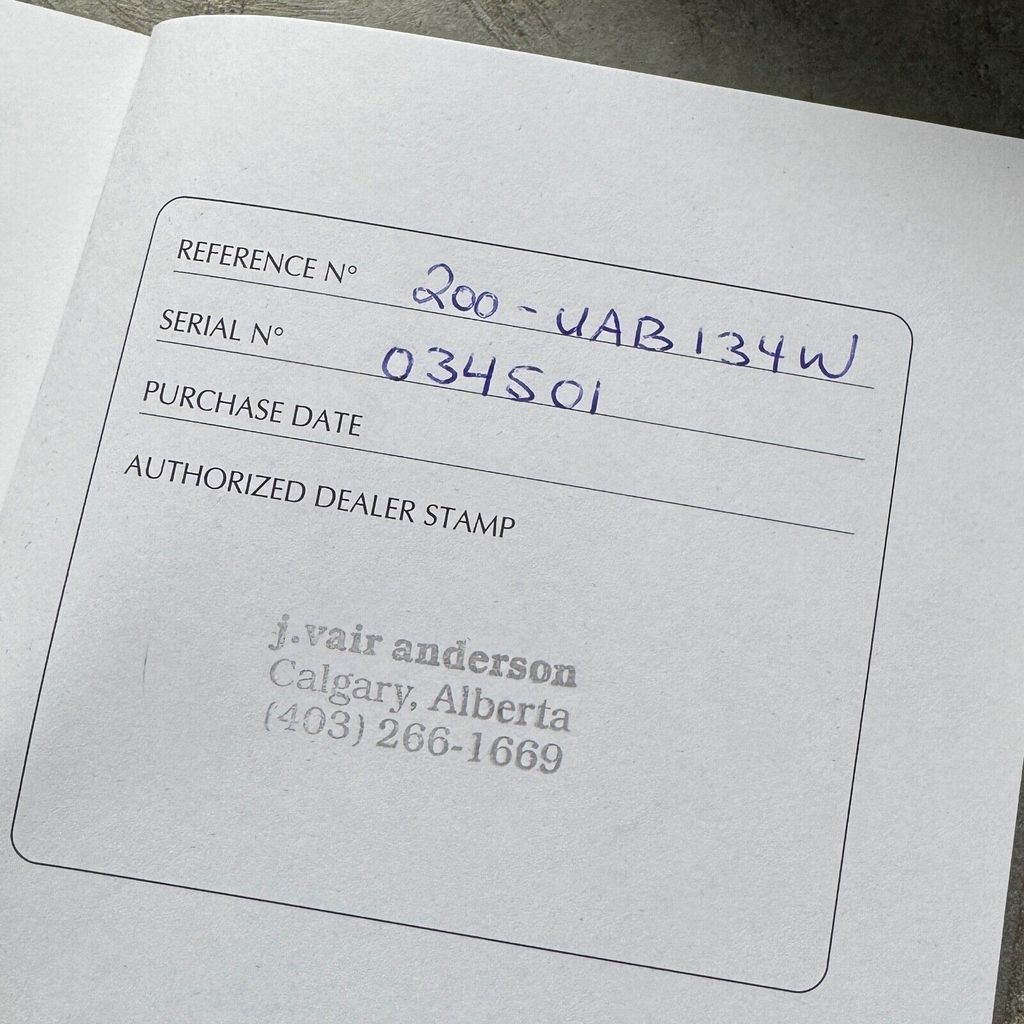 REFERENCE N° 200-UAB134W
SERIAL N° 034501
PURCHASE DATE
AUTHORIZED DEALER STAMP
j.vair anderson
Calgary, Alberta
(403) 266-1669